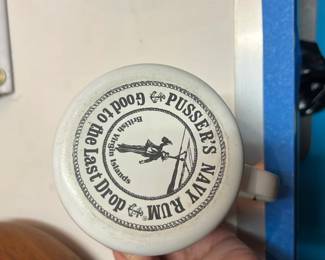 PUSSER'S NAVY RUM
Good to the Last Drop
British Virgin Islands